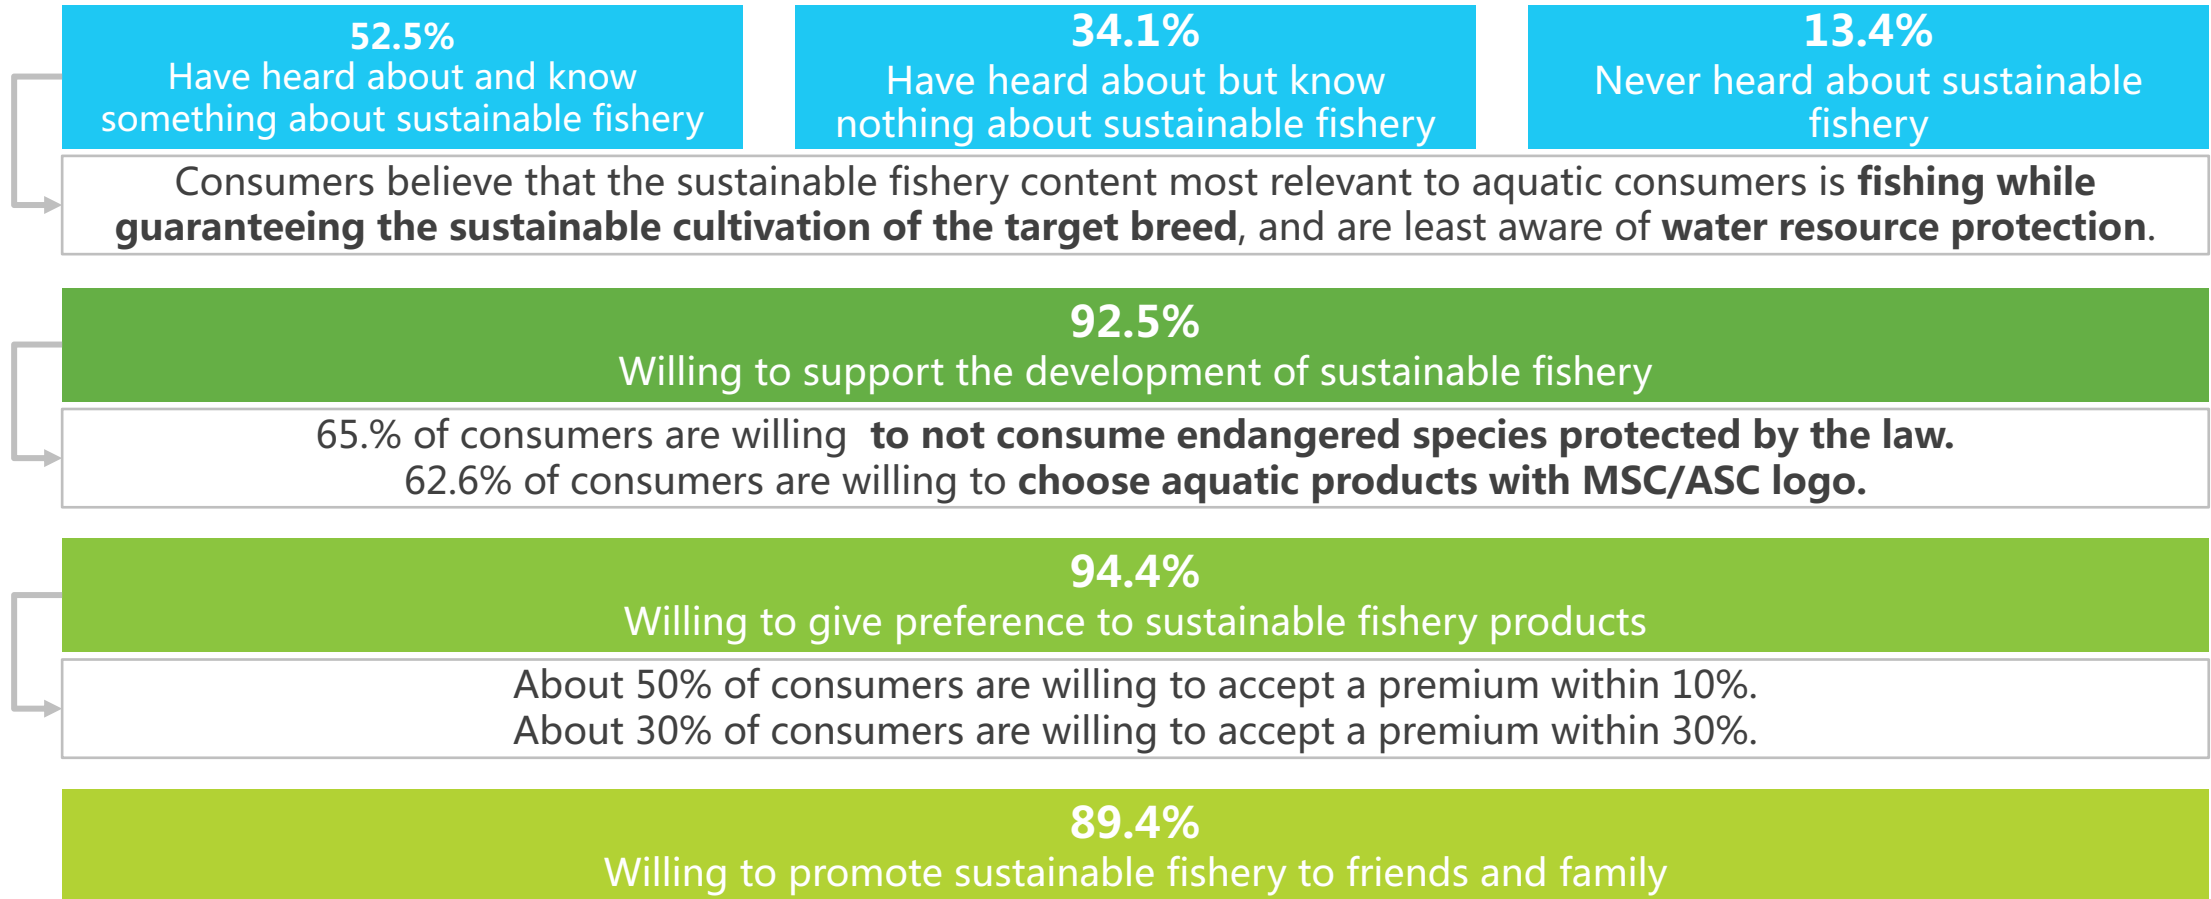 52.5%
Have heard about and know
something about sustainable fishery
34.1%
Have heard about but know
nothing about sustainable fishery
13.4%
Never heard about sustainable
fishery
Consumers believe that the sustainable fishery content most relevant to aquatic consumers is fishing while
guaranteeing the sustainable cultivation of the target breed, and are least aware of water resource protection.
92.5%
Willing to support the development of sustainable fishery
65.% of consumers are willing  to not consume endangered species protected by the law.
62.6% of consumers are willing to choose aquatic products with MSC/ASC logo.
94.4%
Willing to give preference to sustainable fishery products
About 50% of consumers are willing to accept a premium within 10%.
About 30% of consumers are willing to accept a premium within 30%.
89.4%
Willing to promote sustainable fishery to friends and family